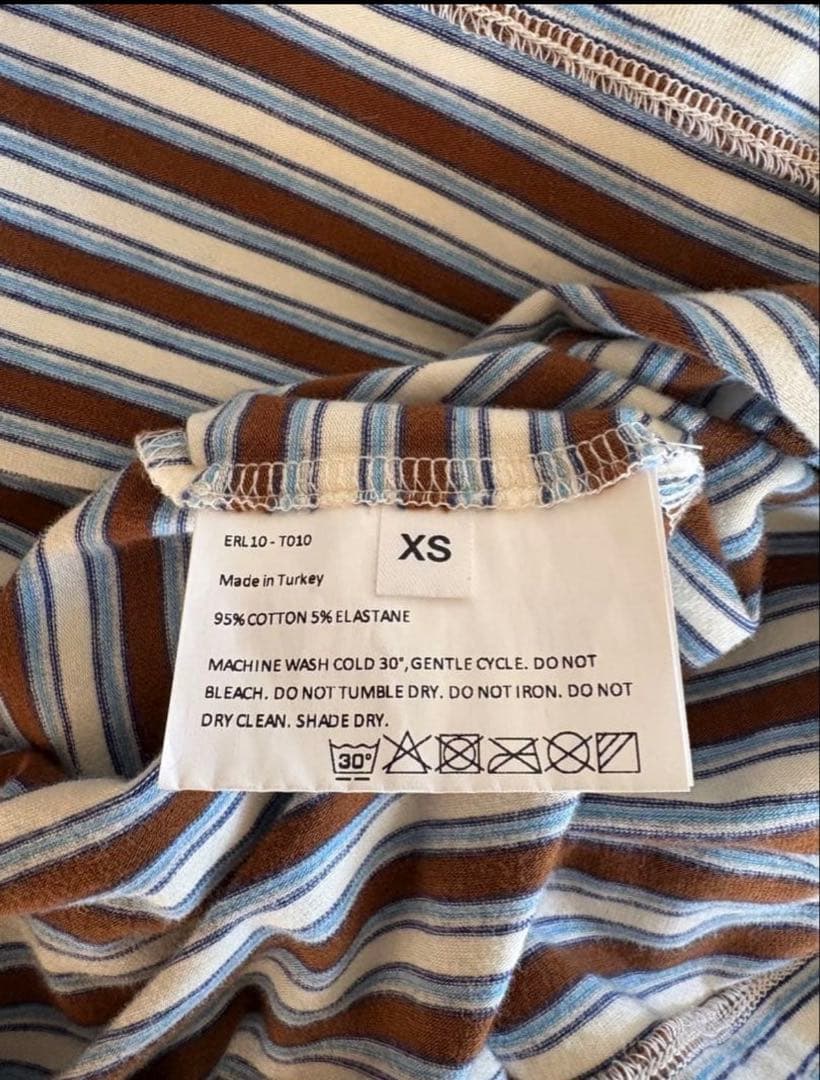 ERL10 - T010
XS
Made in Turkey
95% COTTON 5% ELASTANE
MACHINE WASH COLD 30°, GENTLE CYCLE. DO NOT
BLEACH. DO NOT TUMBLE DRY. DO NOT IRON. DO NOT
DRY CLEAN. SHADE DRY.
30°